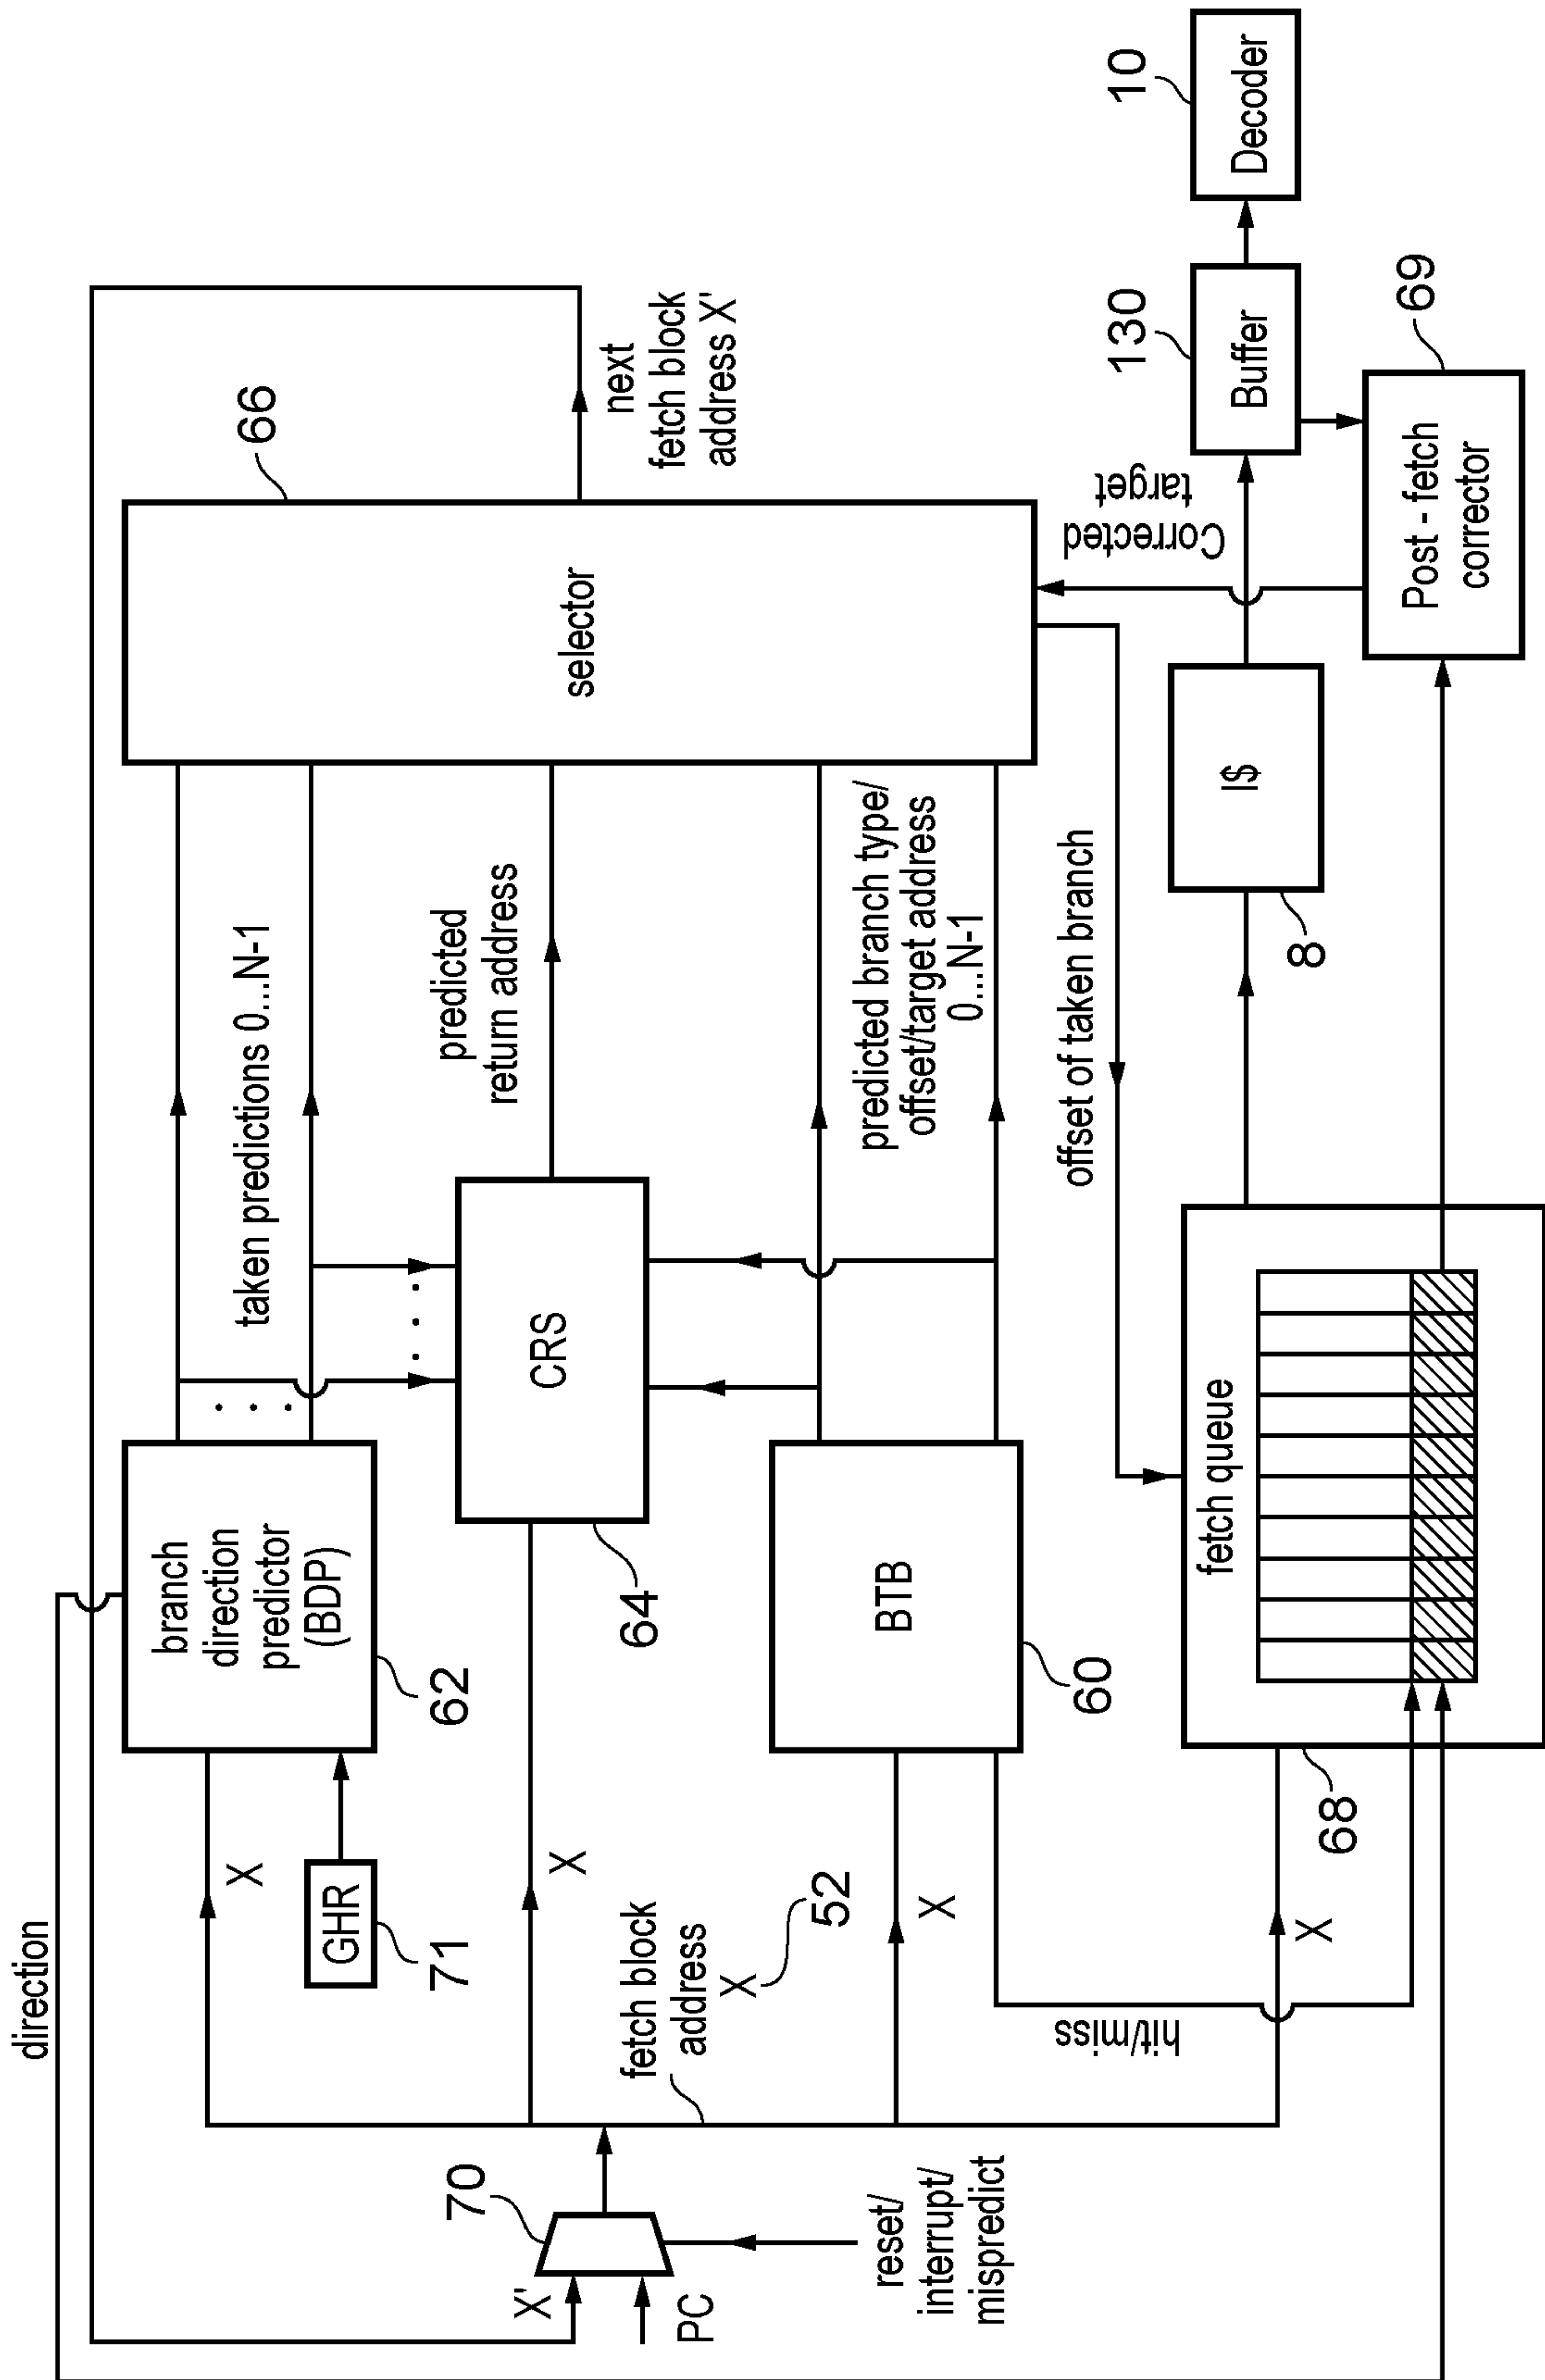 direction
X'
PC
70
reset/
interrupt/
mispredict
fetch block
address
X
52
X
GHR
71
X
X
X
hit/miss
branch
direction
predictor
(BDP)
62
. . .
taken predictions 0...N-1
. . . .
CRS
64
predicted
return address
BTB
60
predicted branch type/
offset/target address
0...N-1
selector
66
next
fetch block
address X'
offset of taken branch
fetch queue
68
I$
8
Corrected
target
Buffer
130
Decoder
10
Post - fetch
corrector
69